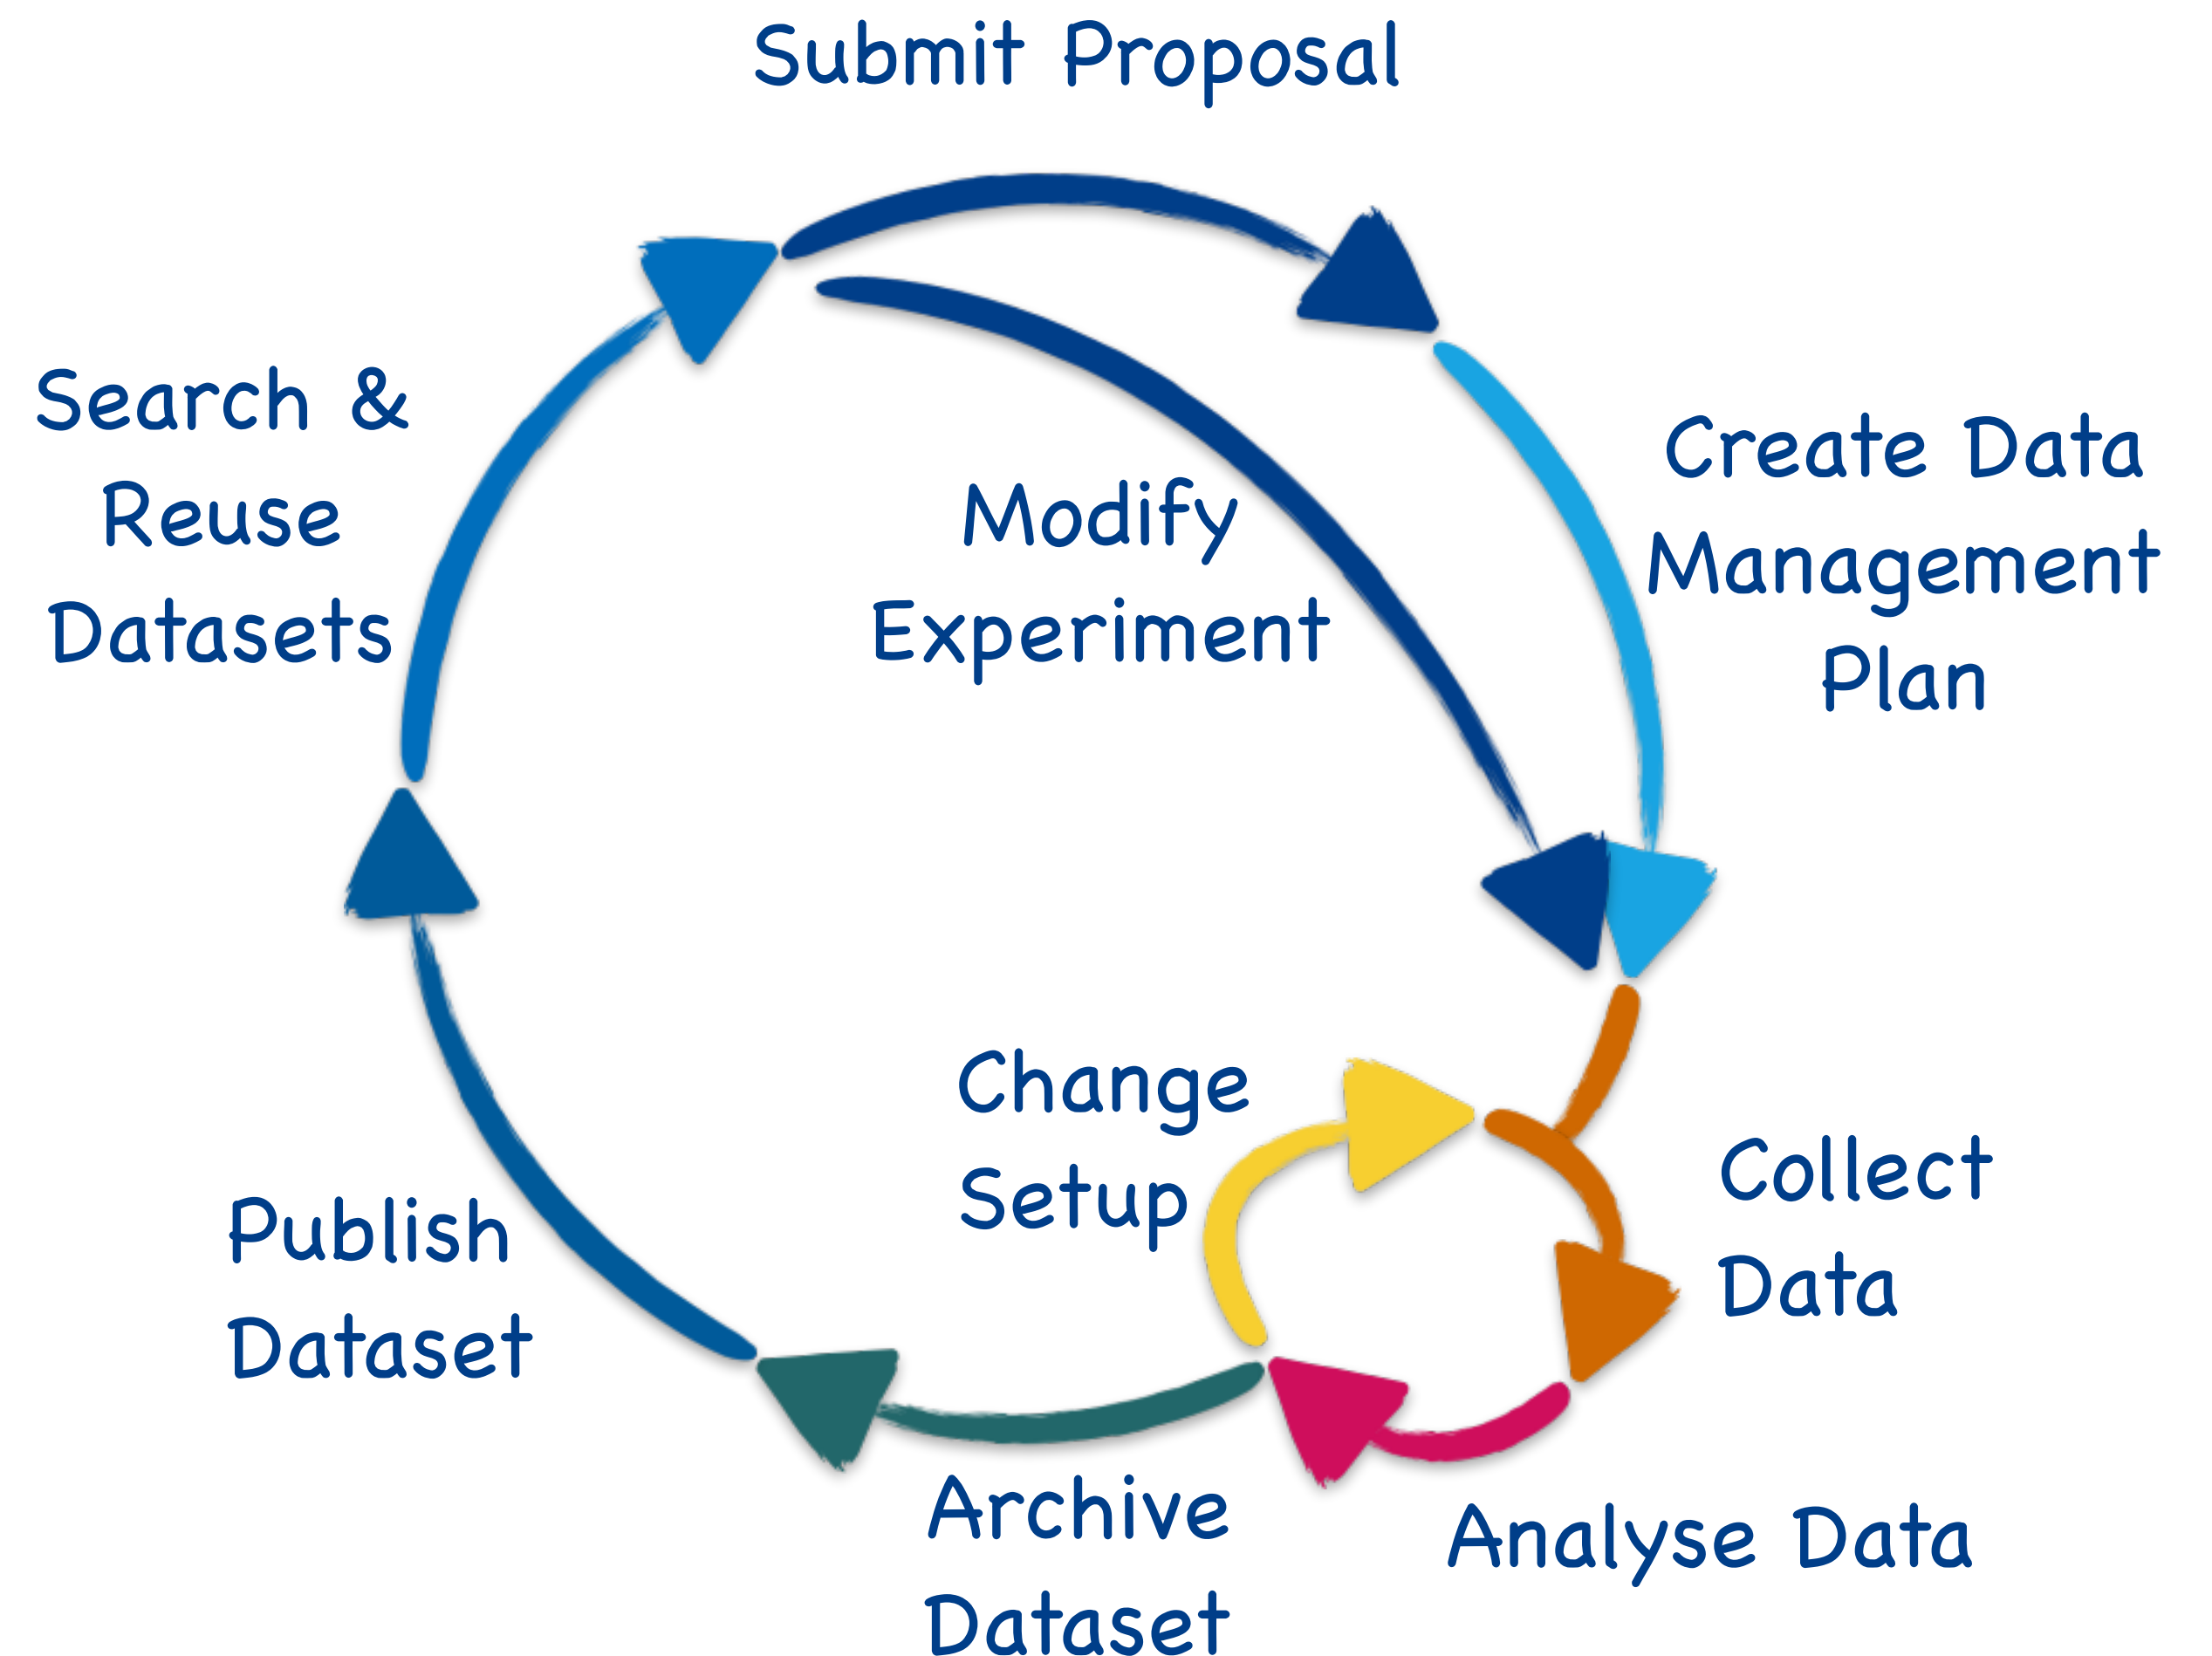 Submit Proposal
Search &
Reuse
Datasets
Modify
Experiment
Create Data
Management
Plan
Change
Setup
Collect
Data
Publish
Dataset
Archive
Dataset
Analyse Data